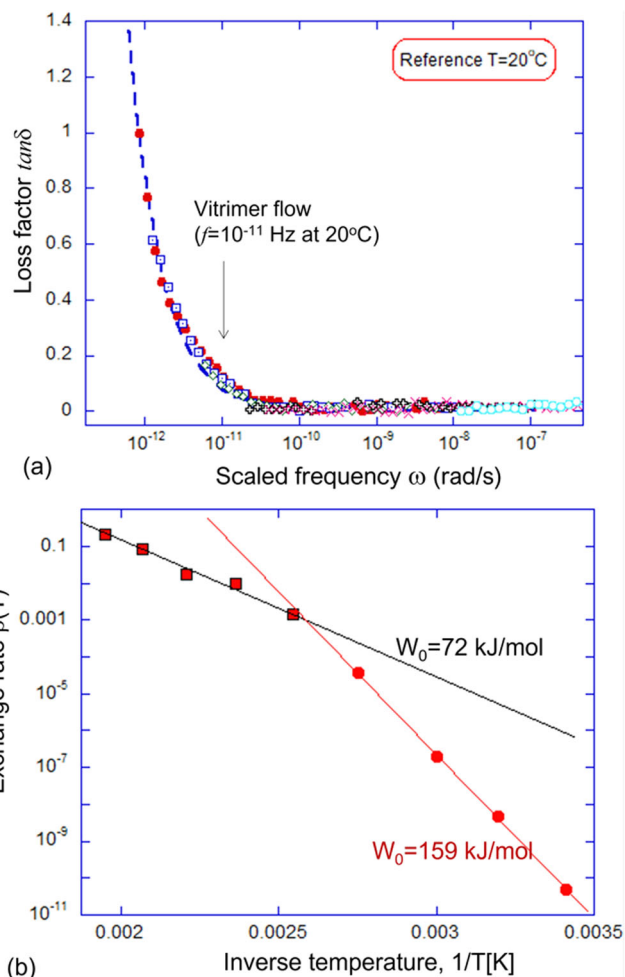 1.4
1.2
1
0.8
0.6
0.4
0.2
0
Loss factor tanδ
Reference T=20°C
Vitrimer flow
(f=10⁻¹¹ Hz at 20°C)
10⁻¹² 10⁻¹¹ 10⁻¹⁰ 10⁻⁹ 10⁻⁸ 10⁻⁷
(a) Scaled frequency ω (rad/s)
0.1
0.001
10⁻⁵
10⁻⁷
10⁻⁹
10⁻¹¹
Exchange rate β(T)
W₀=72 kJ/mol
W₀=159 kJ/mol
0.002 0.0025 0.003 0.0035
(b) Inverse temperature, 1/T[K]